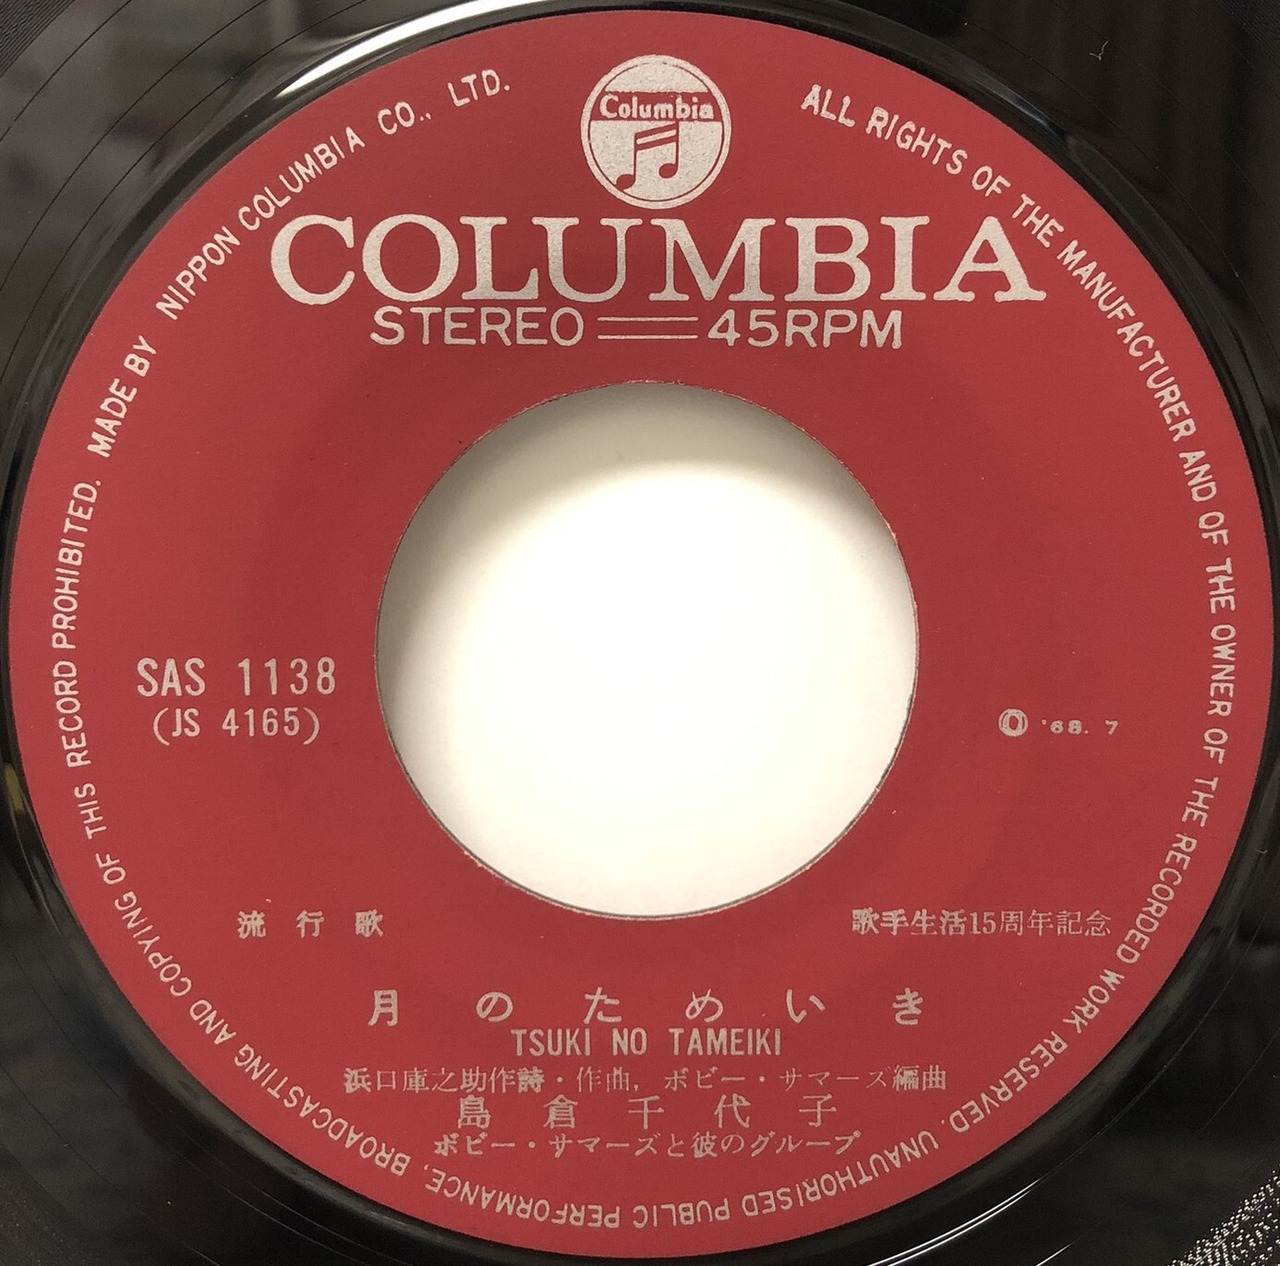 Columbia
COLUMBIA
STEREO 45RPM
ALL RIGHTS OF THE MANUFACTURER AND OF THE OWNER OF THE RECORDED WORK RESERVED. UNAUTHORISED PUBLIC PERFORMANCE, BROADCASTING AND COPYING OF THIS RECORD PROHIBITED. MADE BY NIPPON COLUMBIA CO., LTD.
SAS 1138
(JS 4165)
'68. 7
流行歌
歌手生活15周年記念
月のためいき
TSUKI NO TAMEIKI
浜口庫之助作詩・作曲, ボビー・サマーズ編曲
島倉千代子
ボビー・サマーズと彼のグループ